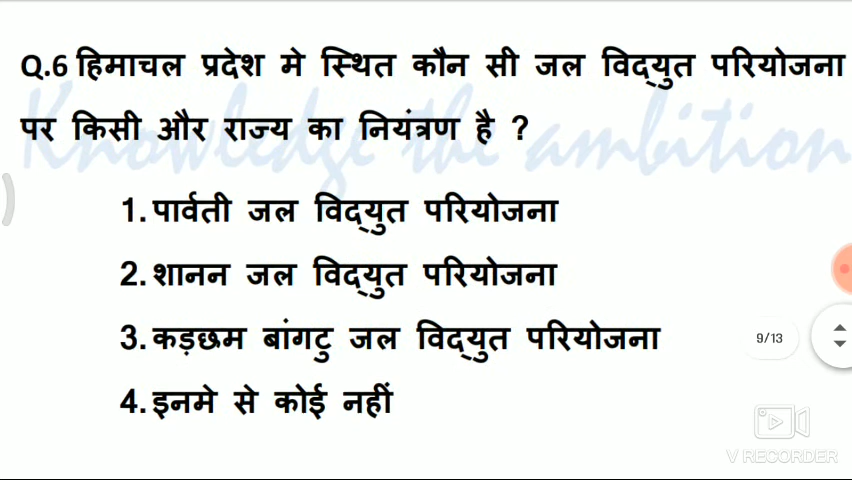 Q.6 हिमाचल प्रदेश मे स्थित कौन सी जल विद्युत परियोजना
पर किसी और राज्य का नियंत्रण है ?
Knowledge the ambition
1. पार्वती जल विद्युत परियोजना
2. शानन जल विद्युत परियोजना
3. कड़छम बांगटु जल विद्युत परियोजना
9/13
4. इनमे से कोई नहीं
V RECORDER